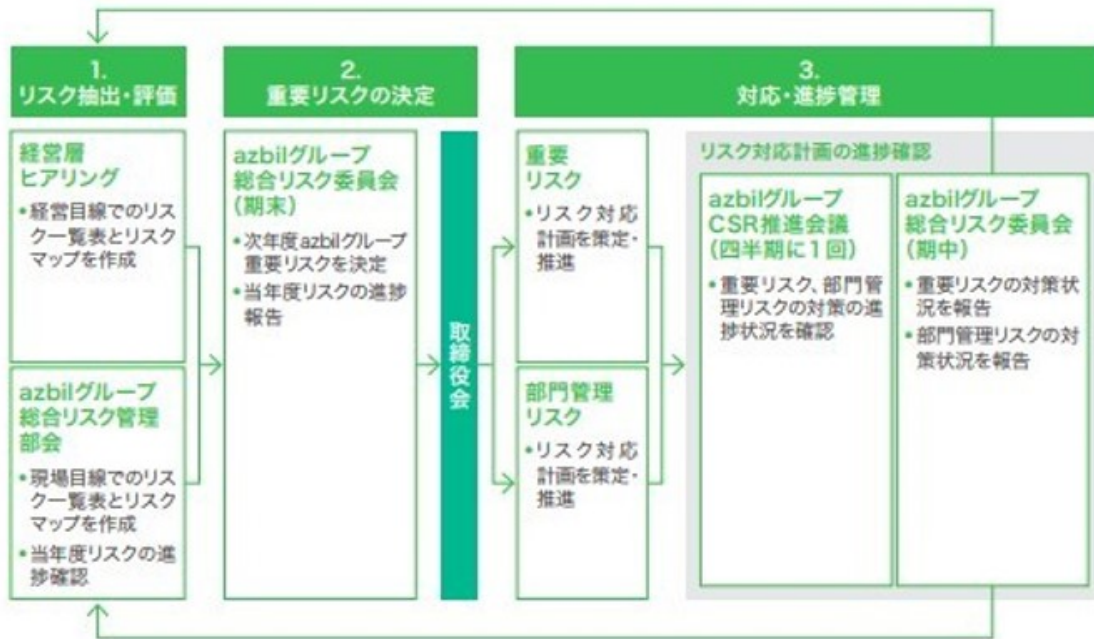 1.
リスク抽出・評価
経営層
ヒアリング
•経営目線でのリス
ク一覧表とリスク
マップを作成
azbilグループ
総合リスク管理
部会
•現場目線でのリス
ク一覧表とリスク
マップを作成
•当年度リスクの進
捗確認
2.
重要リスクの決定
azbilグループ
総合リスク委員会
(期末)
•次年度azbilグループ
重要リスクを決定
•当年度リスクの進捗
報告
取締役会
3.
対応・進捗管理
重要
リスク
•リスク対応
計画を策定・
推進
部門管理
リスク
•リスク対応
計画を策定・
推進
リスク対応計画の進捗確認
azbilグループ
CSR推進会議
(四半期に1回)
•重要リスク、部門管
理リスクの対策の進
捗状況を確認
azbilグループ
総合リスク委員会
(期中)
•重要リスクの対策状
況を報告
•部門管理リスクの対
策状況を報告